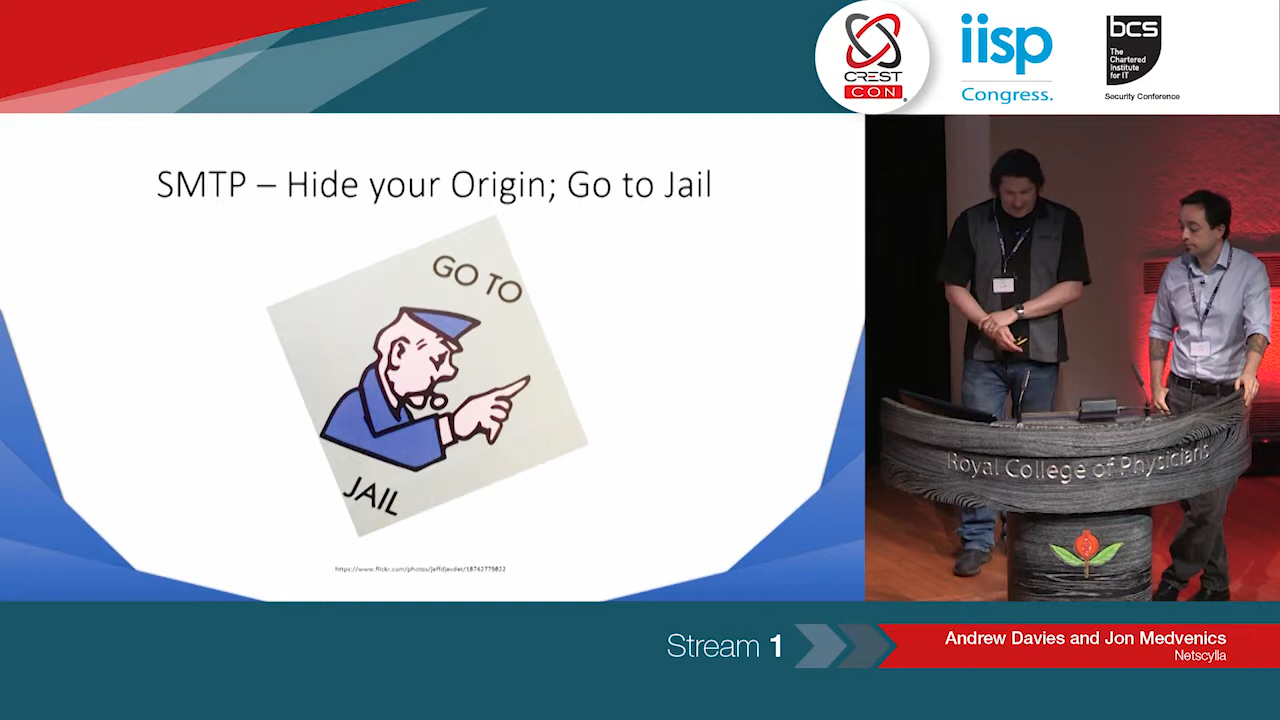 CREST
CON
iisp
Congress.
bcs
The
Chartered
Institute
for IT
Security Conference
SMTP – Hide your Origin; Go to Jail
GO TO
JAIL
https://www.flickr.com/photos/jeffdjevdet/18742779822
Royal College of Physicians
Stream 1
Andrew Davies and Jon Medvenics
Netscylla